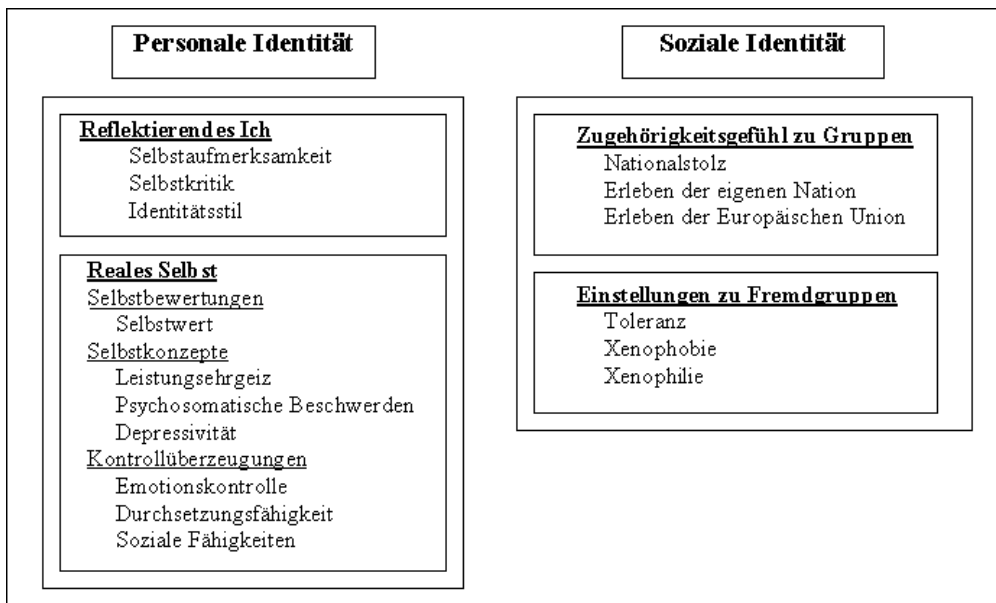 Personale Identität
Reflektierendes Ich
Selbstaufmerksamkeit
Selbstkritik
Identitätsstil
Reales Selbst
Selbstbewertungen
Selbstwert
Selbstkonzepte
Leistungsehrgeiz
Psychosomatische Beschwerden
Depressivität
Kontrollüberzeugungen
Emotionskontrolle
Durchsetzungsfähigkeit
Soziale Fähigkeiten
Soziale Identität
Zugehörigkeitsgefühl zu Gruppen
Nationalstolz
Erleben der eigenen Nation
Erleben der Europäischen Union
Einstellungen zu Fremdgruppen
Toleranz
Xenophobie
Xenophilie